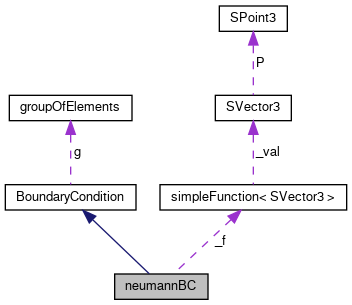 SPoint3
P
groupOfElements
SVector3
g
_val
BoundaryCondition
simpleFunction< SVector3 >
_f
neumannBC